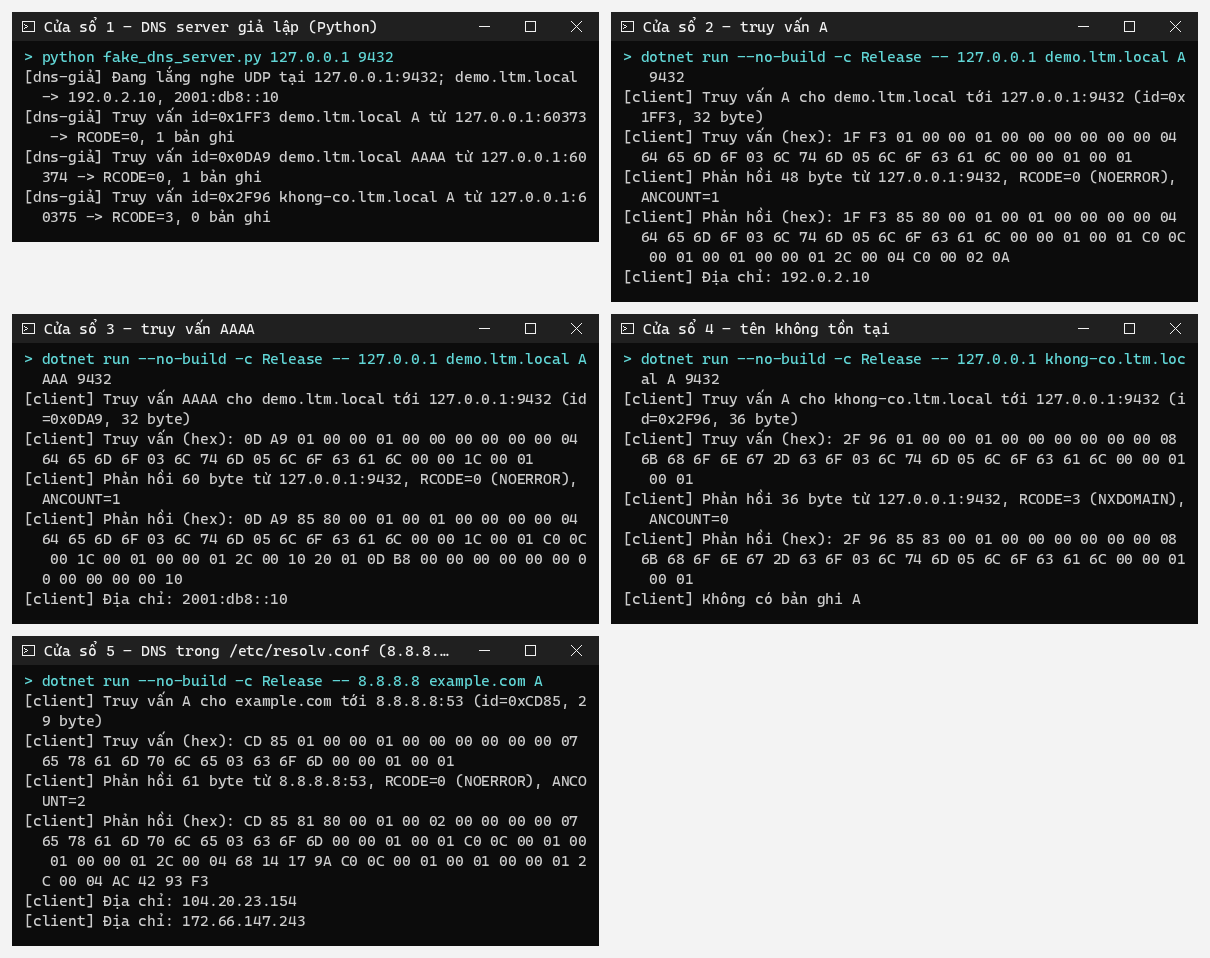 Cửa sổ 1 - DNS server giả lập (Python)
> python fake_dns_server.py 127.0.0.1 9432
[dns-giả] Đang lắng nghe UDP tại 127.0.0.1:9432; demo.ltm.local
-> 192.0.2.10, 2001:db8::10
[dns-giả] Truy vấn id=0x1FF3 demo.ltm.local A từ 127.0.0.1:60373
-> RCODE=0, 1 bản ghi
[dns-giả] Truy vấn id=0x0DA9 demo.ltm.local AAAA từ 127.0.0.1:60
374 -> RCODE=0, 1 bản ghi
[dns-giả] Truy vấn id=0x2F96 khong-co.ltm.local A từ 127.0.0.1:6
0375 -> RCODE=3, 0 bản ghi
Cửa sổ 2 - truy vấn A
> dotnet run --no-build -c Release -- 127.0.0.1 demo.ltm.local A
9432
[client] Truy vấn A cho demo.ltm.local tới 127.0.0.1:9432 (id=0x
1FF3, 32 byte)
[client] Truy vấn (hex): 1F F3 01 00 00 01 00 00 00 00 00 00 04
64 65 6D 6F 03 6C 74 6D 05 6C 6F 63 61 6C 00 00 01 00 01
[client] Phản hồi 48 byte từ 127.0.0.1:9432, RCODE=0 (NOERROR),
ANCOUNT=1
[client] Phản hồi (hex): 1F F3 85 80 00 01 00 01 00 00 00 00 04
64 65 6D 6F 03 6C 74 6D 05 6C 6F 63 61 6C 00 00 01 00 01 C0 0C
00 01 00 01 00 00 01 2C 00 04 C0 00 02 0A
[client] Địa chỉ: 192.0.2.10
Cửa sổ 3 - truy vấn AAAA
> dotnet run --no-build -c Release -- 127.0.0.1 demo.ltm.local A
AAA 9432
[client] Truy vấn AAAA cho demo.ltm.local tới 127.0.0.1:9432 (id
=0x0DA9, 32 byte)
[client] Truy vấn (hex): 0D A9 01 00 00 01 00 00 00 00 00 00 04
64 65 6D 6F 03 6C 74 6D 05 6C 6F 63 61 6C 00 00 1C 00 01
[client] Phản hồi 60 byte từ 127.0.0.1:9432, RCODE=0 (NOERROR),
ANCOUNT=1
[client] Phản hồi (hex): 0D A9 85 80 00 01 00 01 00 00 00 00 04
64 65 6D 6F 03 6C 74 6D 05 6C 6F 63 61 6C 00 00 1C 00 01 C0 0C
00 1C 00 01 00 00 01 2C 00 10 20 01 0D B8 00 00 00 00 00 00 0
0 00 00 00 00 10
[client] Địa chỉ: 2001:db8::10
Cửa sổ 4 - tên không tồn tại
> dotnet run --no-build -c Release -- 127.0.0.1 khong-co.ltm.loc
al A 9432
[client] Truy vấn A cho khong-co.ltm.local tới 127.0.0.1:9432 (i
d=0x2F96, 36 byte)
[client] Truy vấn (hex): 2F 96 01 00 00 01 00 00 00 00 00 00 08
6B 68 6F 6E 67 2D 63 6F 03 6C 74 6D 05 6C 6F 63 61 6C 00 00 01
00 01
[client] Phản hồi 36 byte từ 127.0.0.1:9432, RCODE=3 (NXDOMAIN),
ANCOUNT=0
[client] Phản hồi (hex): 2F 96 85 83 00 01 00 00 00 00 00 00 08
6B 68 6F 6E 67 2D 63 6F 03 6C 74 6D 05 6C 6F 63 61 6C 00 00 01
00 01
[client] Không có bản ghi A
Cửa sổ 5 - DNS trong /etc/resolv.conf (8.8.8.…
> dotnet run --no-build -c Release -- 8.8.8.8 example.com A
[client] Truy vấn A cho example.com tới 8.8.8.8:53 (id=0xCD85, 2
9 byte)
[client] Truy vấn (hex): CD 85 01 00 00 01 00 00 00 00 00 00 07
65 78 61 6D 70 6C 65 03 63 6F 6D 00 00 01 00 01
[client] Phản hồi 61 byte từ 8.8.8.8:53, RCODE=0 (NOERROR), ANCO
UNT=2
[client] Phản hồi (hex): CD 85 81 80 00 01 00 02 00 00 00 00 07
65 78 61 6D 70 6C 65 03 63 6F 6D 00 00 01 00 01 C0 0C 00 01 00
01 00 00 01 2C 00 04 68 14 17 9A C0 0C 00 01 00 01 00 00 01 2
C 00 04 AC 42 93 F3
[client] Địa chỉ: 104.20.23.154
[client] Địa chỉ: 172.66.147.243